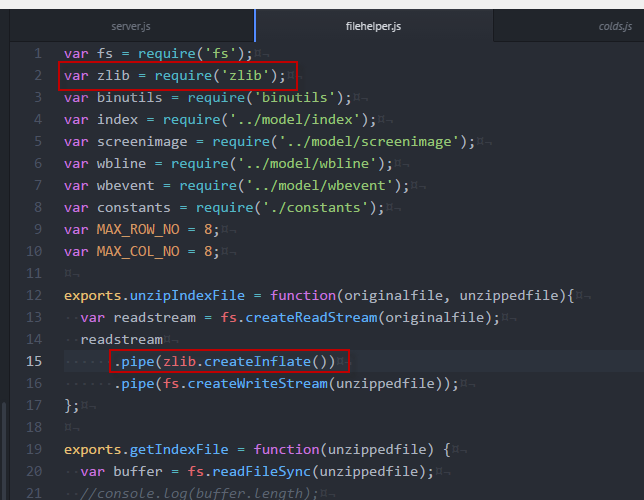 server.js filehelper.js colds.js
1 var fs = require('fs');¤¬
2 var zlib = require('zlib');¤¬
3 var binutils = require('binutils');¤¬
4 var index = require('../model/index');¤¬
5 var screenimage = require('../model/screenimage');¤¬
6 var wbline = require('../model/wbline');¤¬
7 var wbevent = require('../model/wbevent');¤¬
8 var constants = require('./constants');¤¬
9 var MAX_ROW_NO = 8;¤¬
10 var MAX_COL_NO = 8;¤¬
11 ¤¬
12 exports.unzipIndexFile = function(originalfile, unzippedfile){¤¬
13 ··var readstream = fs.createReadStream(originalfile);¤¬
14 ··readstream¤¬
15 ······.pipe(zlib.createInflate())¤¬
16 ······.pipe(fs.createWriteStream(unzippedfile));¤¬
17 };¤¬
18 ¤¬
19 exports.getIndexFile = function(unzippedfile) {¤¬
20 ··var buffer = fs.readFileSync(unzippedfile);¤¬
21 ··//console.log(buffer.length);¤¬